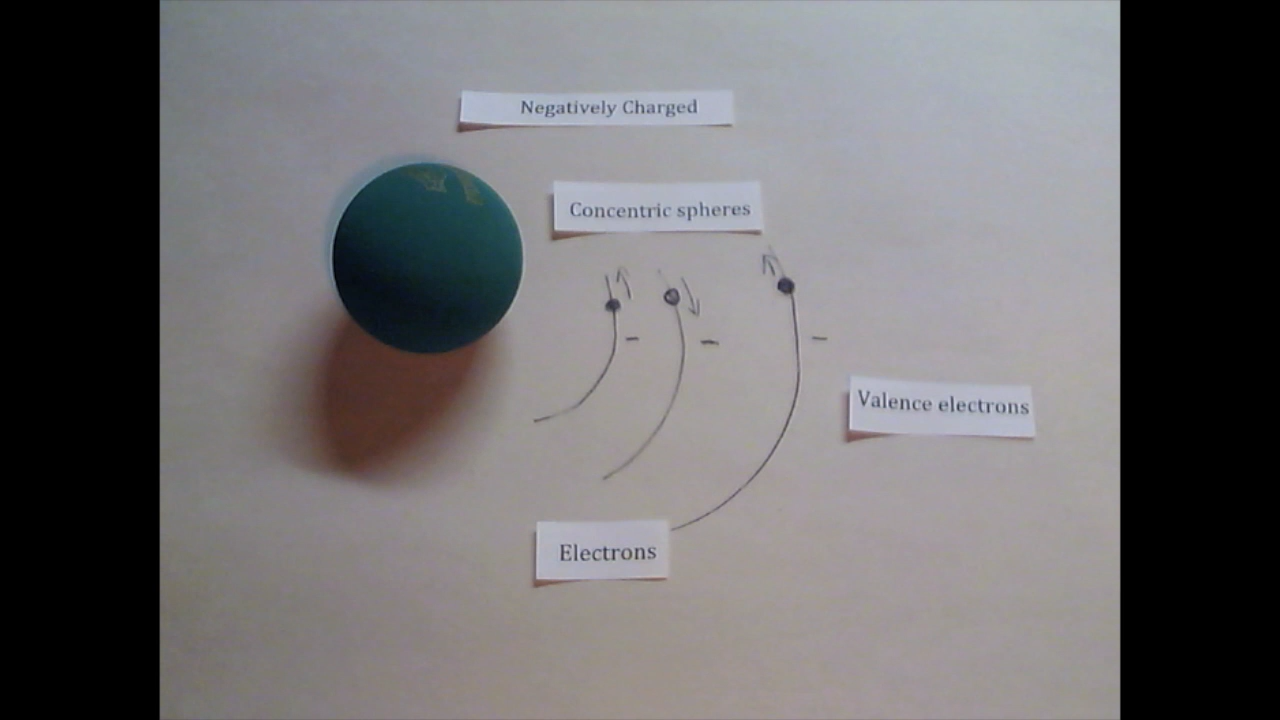 Negatively Charged
Concentric spheres
-
-
-
Valence electrons
Electrons